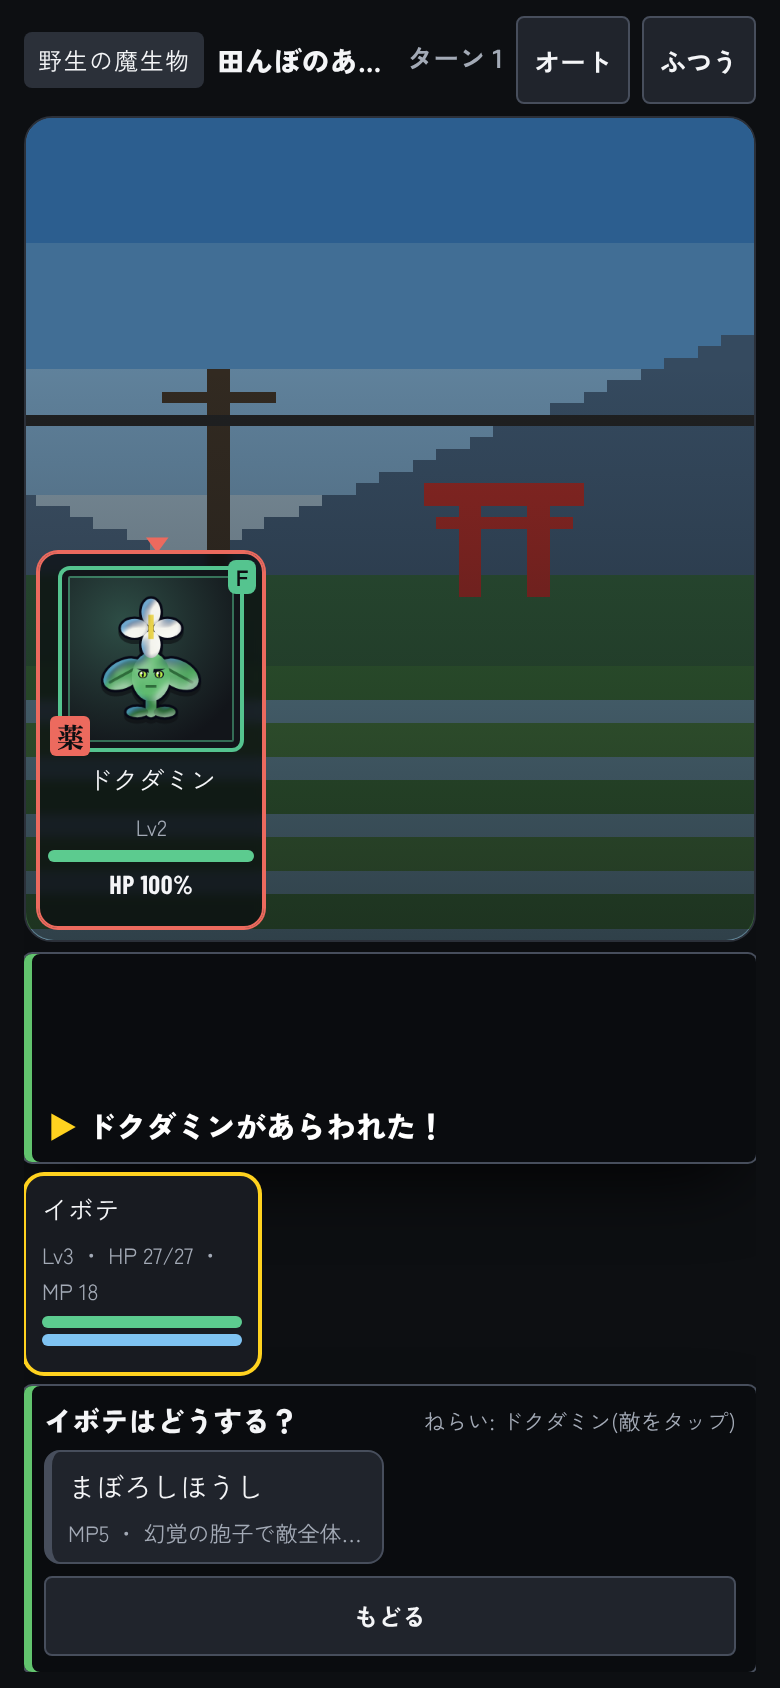 野生の魔生物 田んぼのあ… ターン 1 オート ふつう
F
薬
ドクダミン
Lv2
HP 100%
▶ ドクダミンがあらわれた！
イボテ
Lv3 ・ HP 27/27 ・
MP 18
イボテはどうする？ ねらい: ドクダミン(敵をタップ)
まぼろしほうし
MP5 ・ 幻覚の胞子で敵全体…
もどる